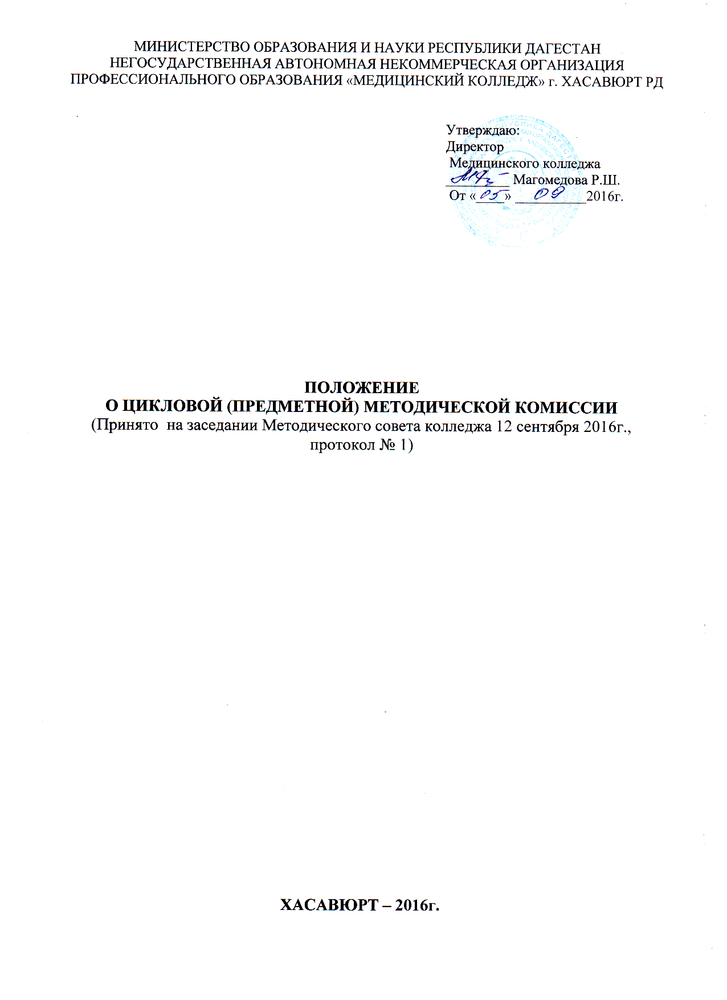 МИНИСТЕРСТВО ОБРАЗОВАНИЯ И НАУКИ РЕСПУБЛИКИ ДАГЕСТАН
НЕГОСУДАРСТВЕННАЯ АВТОНОМНАЯ НЕКОММЕРЧЕСКАЯ ОРГАНИЗАЦИЯ
ПРОФЕССИОНАЛЬНОГО ОБРАЗОВАНИЯ «МЕДИЦИНСКИЙ КОЛЛЕДЖ» г. ХАСАВЮРТ РД
Утверждаю:
Директор
Медицинского колледжа
_________ Магомедова Р.Ш.
От «05» 09 2016г.
ПОЛОЖЕНИЕ
О ЦИКЛОВОЙ (ПРЕДМЕТНОЙ) МЕТОДИЧЕСКОЙ КОМИССИИ
(Принято на заседании Методического совета колледжа 12 сентября 2016г.,
протокол № 1)
ХАСАВЮРТ – 2016г.